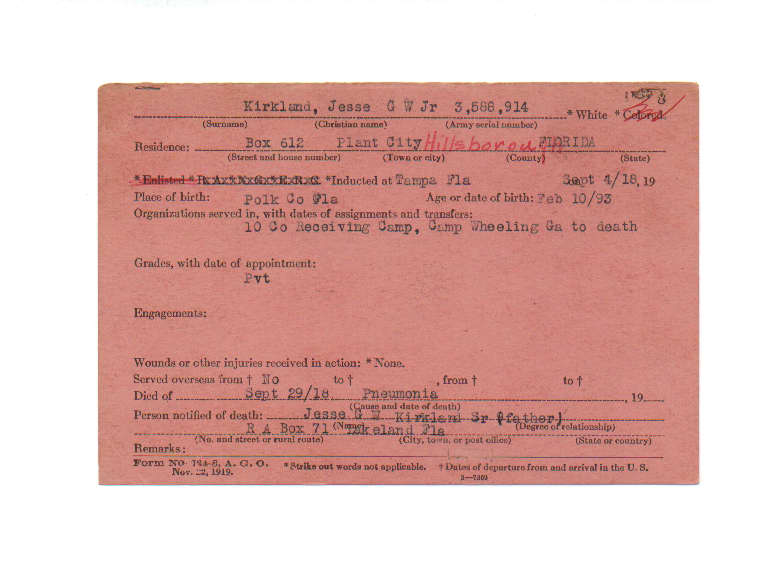 Kirkland, Jesse G W Jr 3,588,914 * White * Colored.
(Surname) (Christian name) (Army serial number)
Residence: Box 612 Plant City Hillsborough FLORIDA
(Street and house number) (Town or city) (County) (State)
* Enlisted * R. A. * N. G. * E. R. C. * Inducted at Tampa Fla Sept 4/18, 19
Place of birth: Polk Co Fla Age or date of birth: Feb 10/93
Organizations served in, with dates of assignments and transfers:
10 Co Receiving Camp, Camp Wheeling Ga to death
Grades, with date of appointment:
Pvt
Engagements:
Wounds or other injuries received in action: * None.
Served overseas from † No to † , from † to †
Died of Sept 29/18 Pneumonia , 19
(Cause and date of death)
Person notified of death: Jesse G W Kirkland Sr (father)
(Name) (Degree of relationship)
R A Box 71 Lakeland Fla
(No. and street or rural route) (City, town, or post office) (State or country)
Remarks:
Form No. 724-8, A. G. O. * Strike out words not applicable. † Dates of departure from and arrival in the U. S.
Nov. 22, 1919. 3—7309